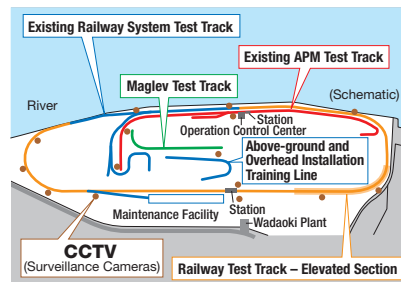 Existing Railway System Test Track
Existing APM Test Track
Maglev Test Track
(Schematic)
River
Station
Operation Control Center
Above-ground and
Overhead Installation
Training Line
Maintenance Facility
Station
Wadaoki Plant
CCTV
(Surveillance Cameras)
Railway Test Track – Elevated Section